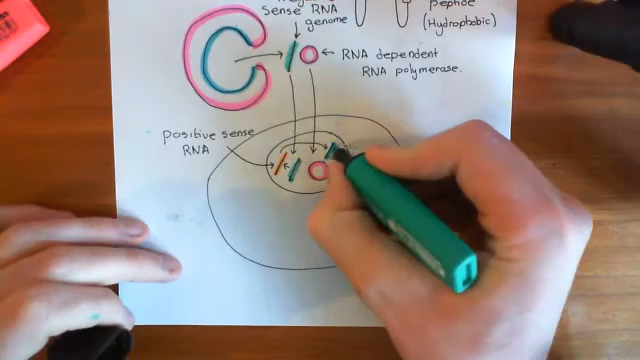 sense RNA
genome
peptide
(Hydrophobic)
← RNA dependent
RNA polymerase.
positive sense
RNA